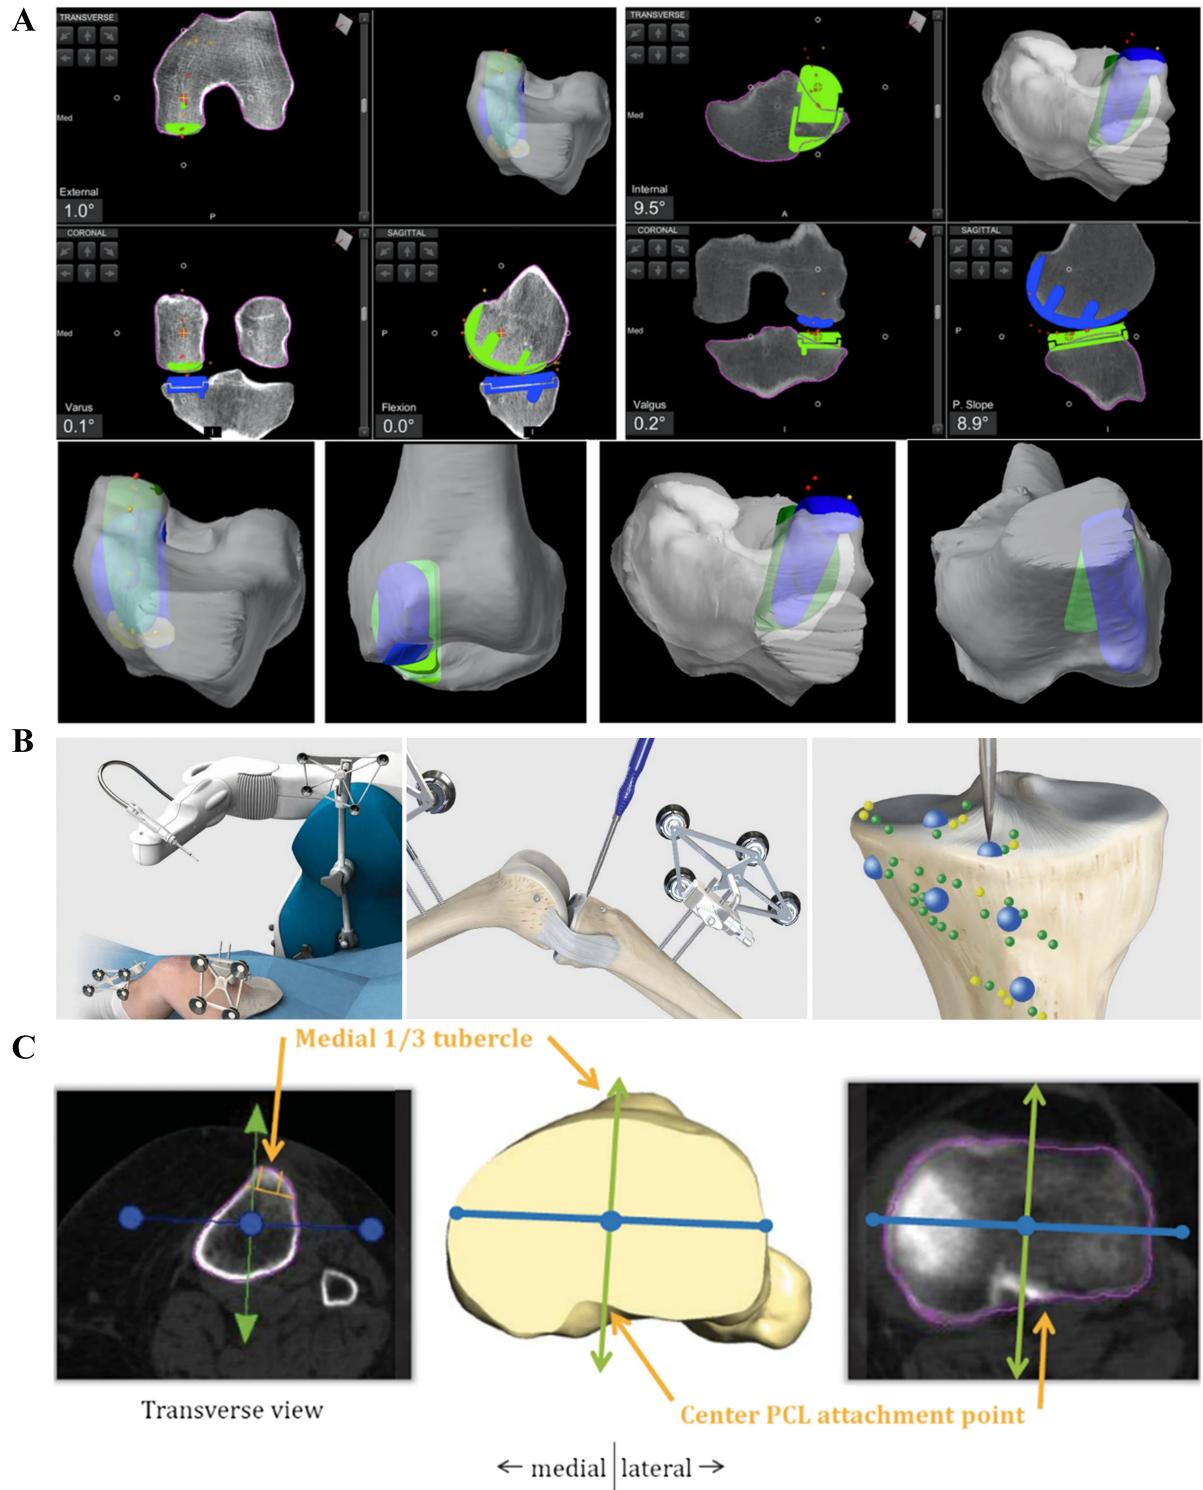 A
TRANSVERSE
Med
External
1.0°
P
TRANSVERSE
Internal
9.5°
A
CORONAL
Med
Varus
0.1°
I
SAGITTAL
P
Flexion
0.0°
I
CORONAL
Valgus
0.2°
I
SAGITTAL
P
P. Slope
8.9°
I
B
C
Medial 1/3 tubercle
Transverse view
Center PCL attachment point
← medial | lateral →